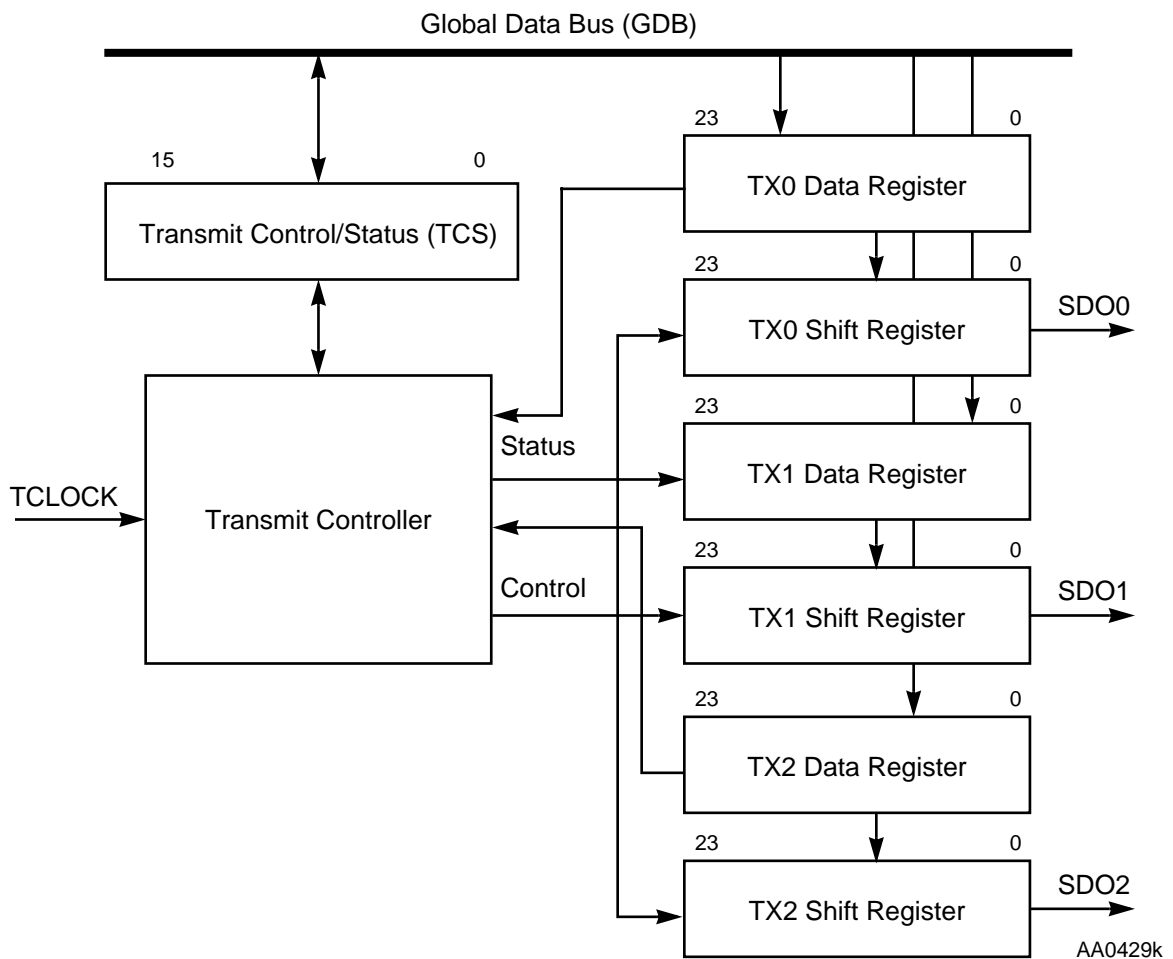 Global Data Bus (GDB)
23 0
TX0 Data Register
15 0
Transmit Control/Status (TCS)
23 0
TX0 Shift Register
SDO0
23 0
TX1 Data Register
Status
TCLOCK
Transmit Controller
23 0
TX1 Shift Register
SDO1
Control
23 0
TX2 Data Register
23 0
TX2 Shift Register
SDO2
AA0429k